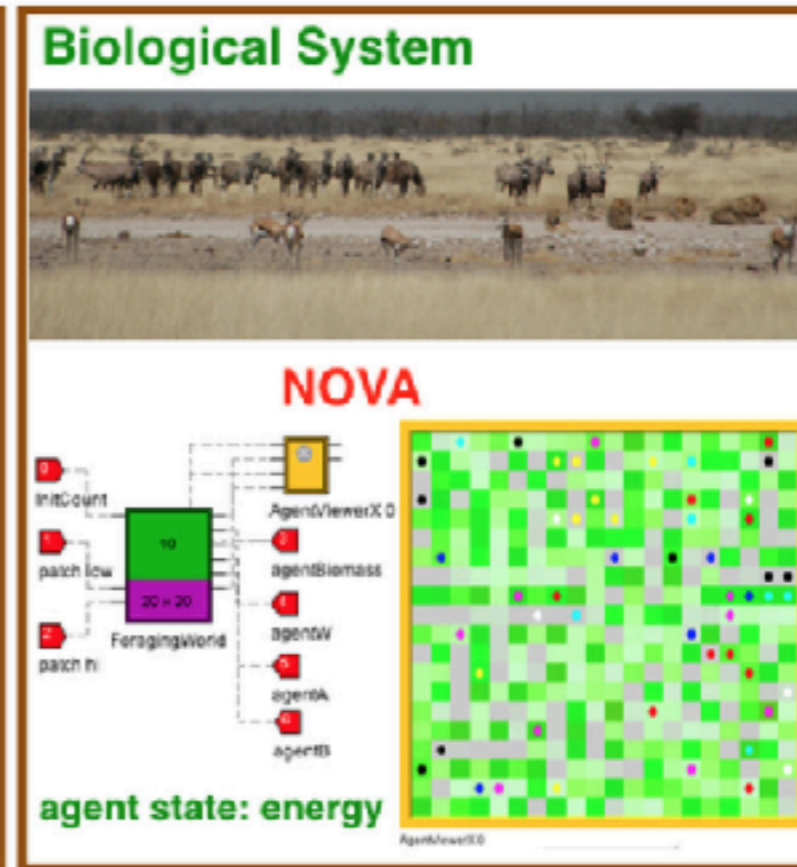 Biological System
NOVA
0
InitCount
AgentViewerX 0
10
2
1
patch low
agentBiomass
20 x 20
4
ForagingWorld
agentW
2
patch hi
5
agentA
6
agentB
agent state: energy
AgentViewerX 0